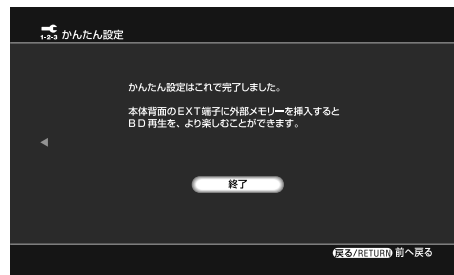 1-2-3 かんたん設定
かんたん設定はこれで完了しました。
本体背面のEXT端子に外部メモリーを挿入すると
BD再生を、より楽しむことができます。
終了
戻る/RETURN 前へ戻る